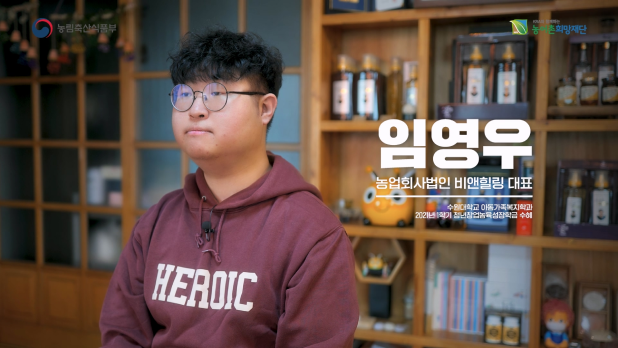 농림축산식품부
농어촌희망재단
임영우
농업회사법인 비앤힐링 대표
수원대학교 아동가족복지학과
2021년 1학기 청년창업농육성장학금 수혜
HEROIC